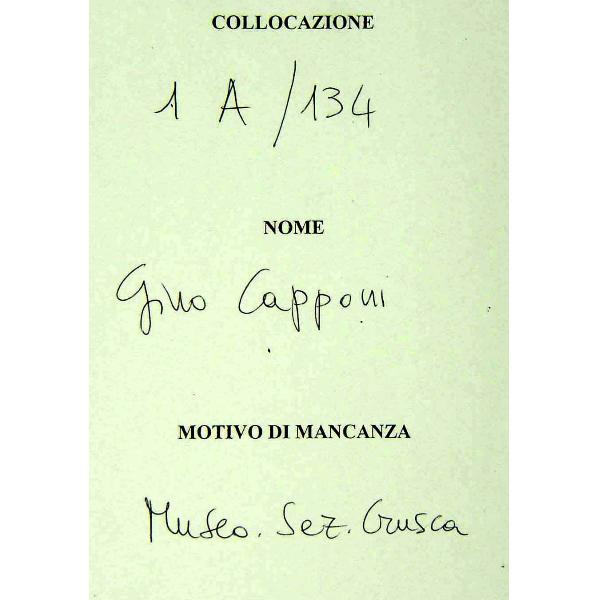 COLLOCAZIONE
1 A/134
NOME
Gino Capponi
MOTIVO DI MANCANZA
Museo. Sez. Crusca